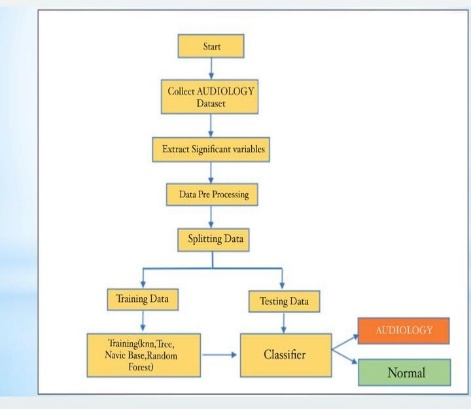 Start
Collect AUDIOLOGY
Dataset
Extract Significant variables
Data Pre Processing
Splitting Data
Training Data
Testing Data
Training(knn,Tree,
Navie Base,Random
Forest)
Classifier
AUDIOLOGY
Normal